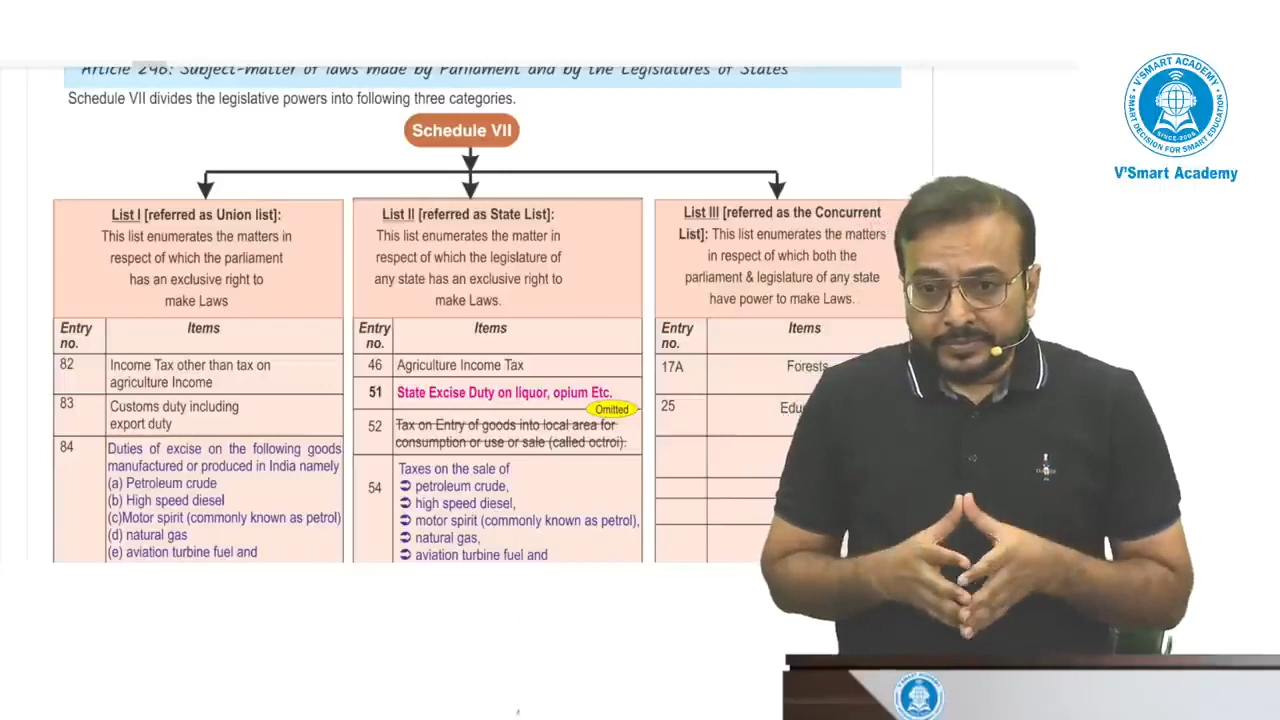 Article 246: Subject-matter of laws made by Parliament and by the Legislatures of States
Schedule VII divides the legislative powers into following three categories.
Schedule VII
List I [referred as Union list]:
This list enumerates the matters in
respect of which the parliament
has an exclusive right to
make Laws
Entry no. Items
82 Income Tax other than tax on
agriculture Income
83 Customs duty including
export duty
84 Duties of excise on the following goods
manufactured or produced in India namely
(a) Petroleum crude
(b) High speed diesel
(c)Motor spirit (commonly known as petrol)
(d) natural gas
(e) aviation turbine fuel and
List II [referred as State List]:
This list enumerates the matter in
respect of which the legislature of
any state has an exclusive right to
make Laws.
Entry no. Items
46 Agriculture Income Tax
51 State Excise Duty on liquor, opium Etc.
Omitted
52 Tax on Entry of goods into local area for
consumption or use or sale (called octroi).
54 Taxes on the sale of
➲ petroleum crude,
➲ high speed diesel,
➲ motor spirit (commonly known as petrol),
➲ natural gas,
➲ aviation turbine fuel and
List III [referred as the Concurrent
List]: This list enumerates the matters
in respect of which both the
parliament & legislature of any state
have power to make Laws.
Entry no. Items
17A Forests
25 Edu
V'SMART ACADEMY
SMART DECISION FOR SMART EDUCATION
SINCE-2006
V'Smart Academy